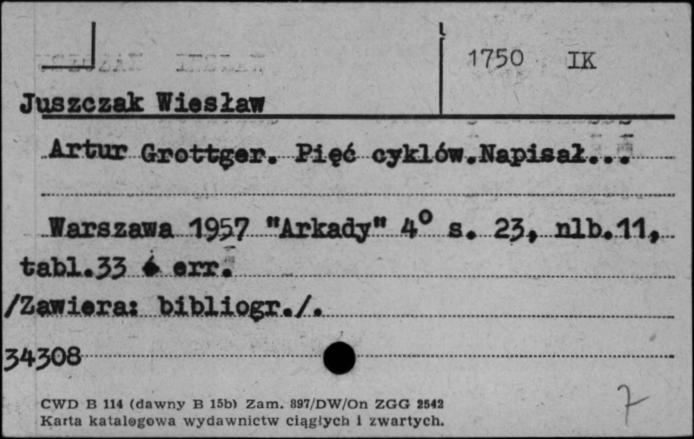 1750 IK
Juszczak Wiesław
Artur Grottger. Pięć cyklów.Napisał...
Warszawa 1957 "Arkady" 4° s. 23, nlb.11,
tabl.33 err.
/Zawiera: bibliogr./.
34308
CWD B 114 (dawny B 15b) Zam. 897/DW/On ZGG 2542
Karta katalogowa wydawnictw ciągłych i zwartych.
7